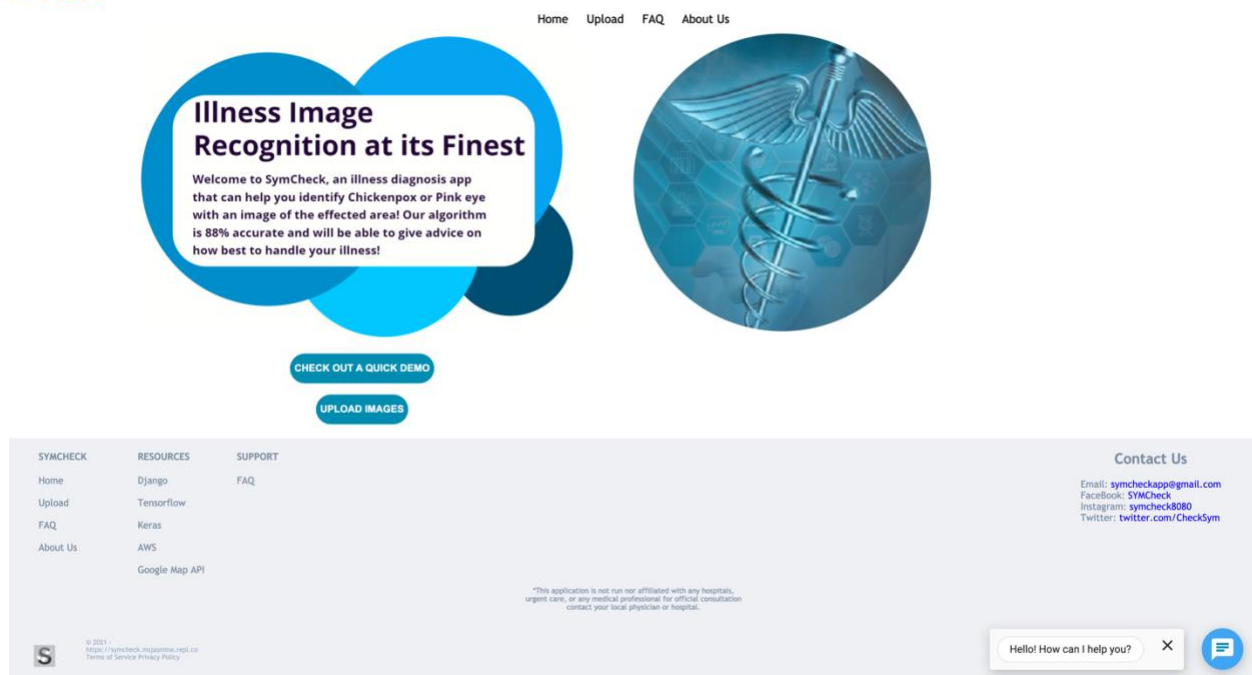 Home Upload FAQ About Us
Illness Image
Recognition at its Finest
Welcome to SymCheck, an illness diagnosis app
that can help you identify Chickenpox or Pink eye
with an image of the effected area! Our algorithm
is 88% accurate and will be able to give advice on
how best to handle your illness!
CHECK OUT A QUICK DEMO
UPLOAD IMAGES
SYMCHECK
Home
Upload
FAQ
About Us
RESOURCES
Django
Tensorflow
Keras
AWS
Google Map API
SUPPORT
FAQ
Contact Us
Email: symcheckapp@gmail.com
FaceBook: SYMCheck
Instagram: symcheck8080
Twitter: twitter.com/CheckSym
*This application is not run nor affiliated with any hospitals,
urgent care, or any medical professional for official consultation
contact your local physician or hospital.
S
© 2021 -
Terms of Service Privacy Policy
Hello! How can I help you?